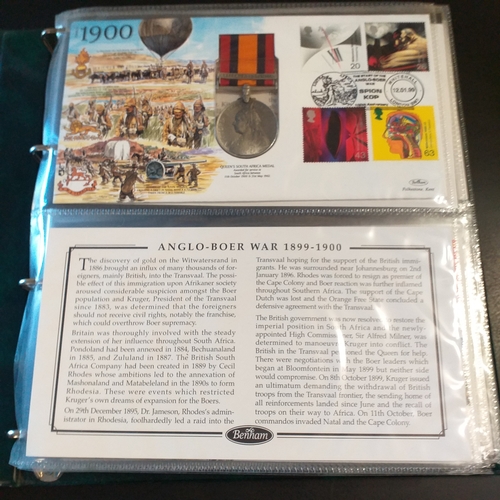 1900
QUEEN'S SOUTH AFRICA MEDAL
20
63
SPION
KOP
Benham
ANGLO-BOER WAR 1899-1900
The discovery of gold on the Witwatersrand in
1886 brought an influx of many thousands of for-
eigners, mainly British, into the Transvaal. The possi-
ble effect of this immigration upon Afrikaner society
aroused considerable suspicion amongst the Boer
population and Kruger. President of the Transvaal
since 1883, was determined that the foreigners
should not receive civil rights, notably the franchise,
which could overthrow Boer supremacy.
Britain was thoroughly involved with the steady
extension of her influence throughout South Africa.
Pondoland had been annexed in 1884, Bechuanaland
in 1885, and Zululand in 1887. The British South
Africa Company had been created in 1889 by Cecil
Rhodes whose ambitions led to the annexation of
Mashonaland and Matabeleland in the 1890s to form
Rhodesia. These were events which restricted
Kruger's own dreams of expansion for the Boers.
On 29th December 1895, Dr. Jameson, Rhodes's admin-
istrator in Rhodesia, foolhardedly led a raid into the
Transvaal hoping for the support of the British immi-
grants. He was surrounded near Johannesburg on 2nd
January 1896. Rhodes was forced to resign as premier of
the Cape Colony and Boer reaction was further inflamed
throughout Southern Africa. The support of the Cape
Dutch was lost and the Orange Free State concluded a
defensive agreement with the Transvaal.
The British government was now resolved to restore the
imperial position in South Africa and the newly-
appointed High Commissioner, Sir Alfred Milner, was
determined to manoeuvre Kruger into conflict. The
British in the Transvaal petitioned the Queen for help.
There were negotiations with the Boer leaders which
began at Bloemfontein in May 1899 but neither side
would compromise. On 8th October 1899, Kruger issued
an ultimatum demanding the withdrawal of British
troops from the Transvaal frontier, the sending home of
all reinforcements landed since June and the recall of
troops on their way to Africa. On 11th October, Boer
commandos invaded Natal and the Cape Colony.
Benham